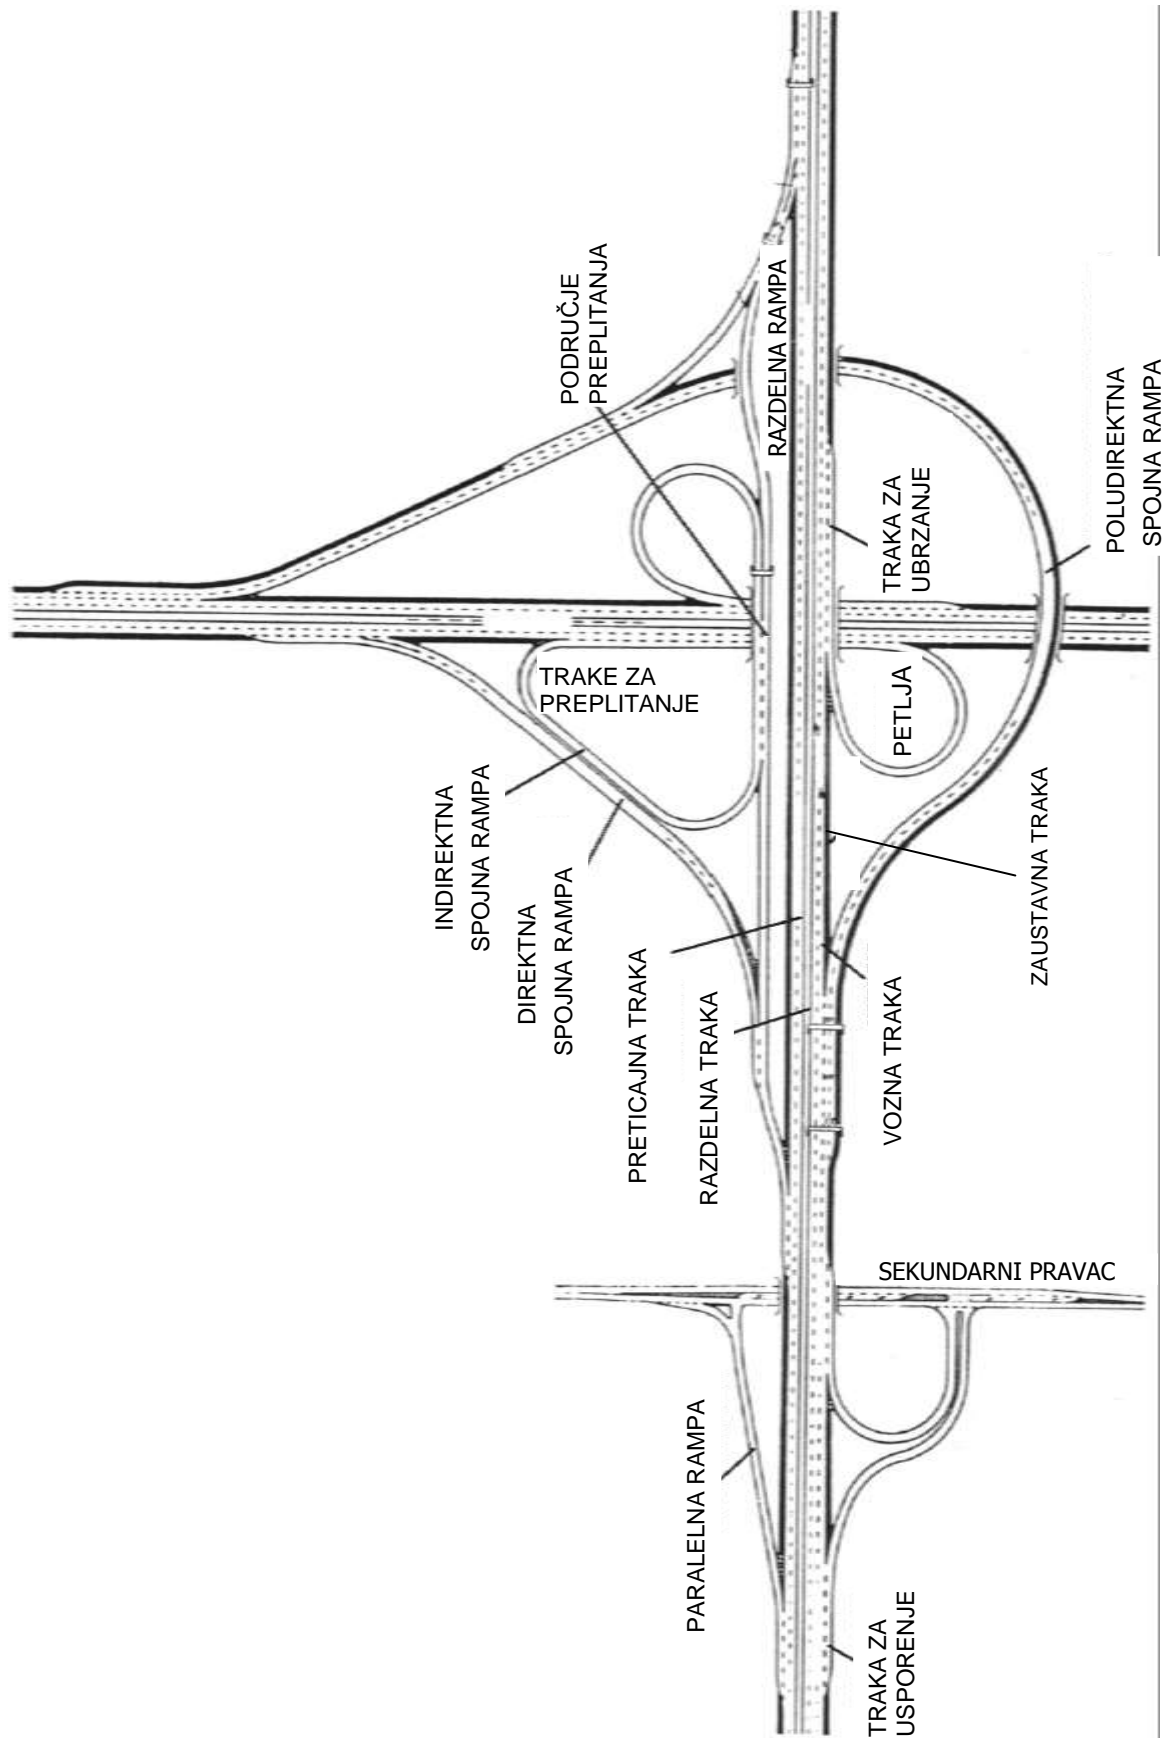 PODRUČJE
PREPLITANJA
RAZDELNA RAMPA
TRAKA ZA
UBRZANJE
POLUDIREKTNA
SPOJNA RAMPA
TRAKE ZA
PREPLITANJE
PETLJA
INDIREKTNA
SPOJNA RAMPA
DIREKTNA
SPOJNA RAMPA
PRETICAJNA TRAKA
RAZDELNA TRAKA
VOZNA TRAKA
ZAUSTAVNA TRAKA
SEKUNDARNI PRAVAC
PARALELNA RAMPA
TRAKA ZA
USPORENJE